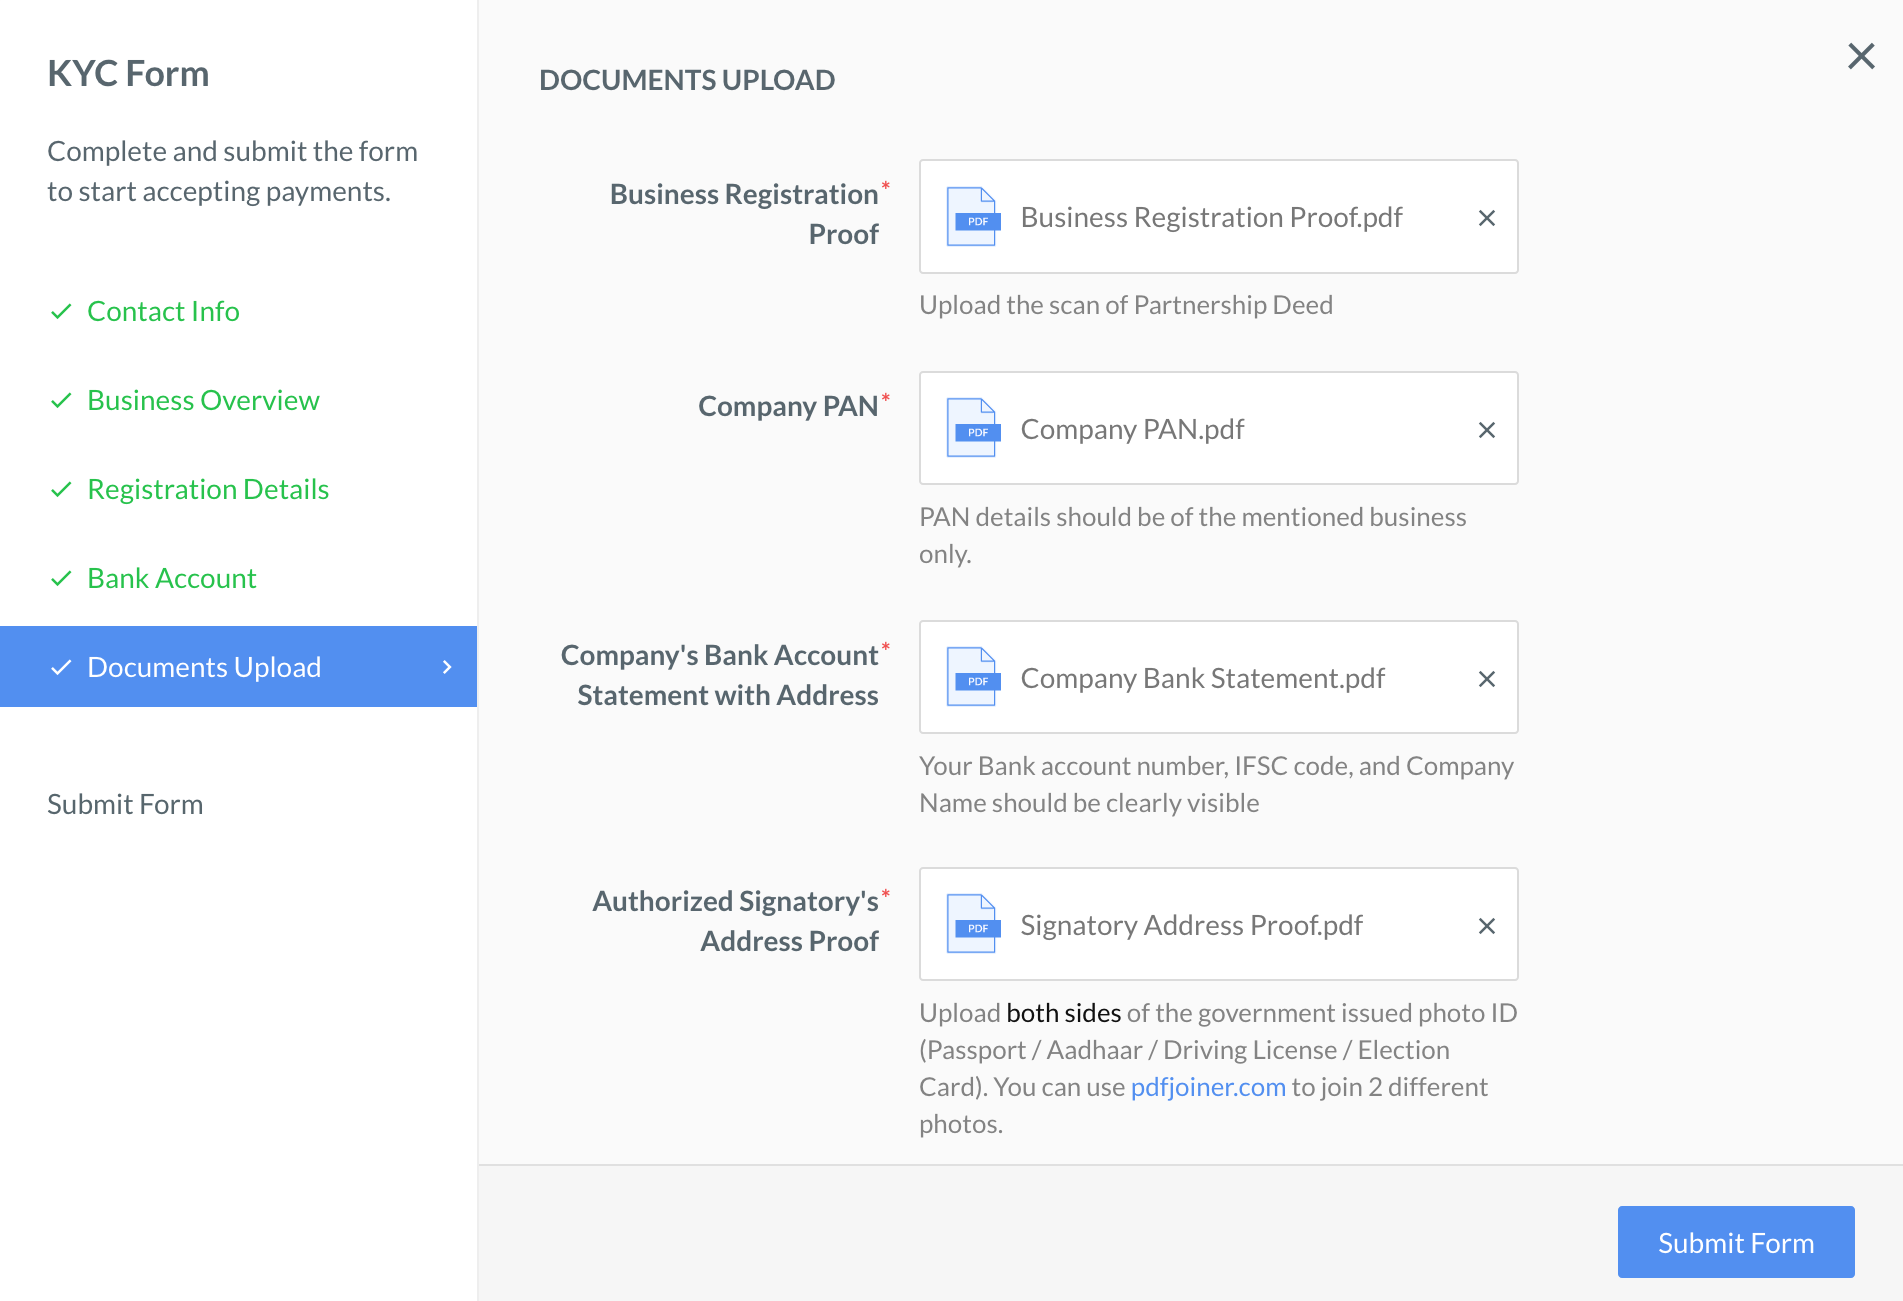 KYC Form
Complete and submit the form
to start accepting payments.
Contact Info
Business Overview
Registration Details
Bank Account
Documents Upload
Submit Form
DOCUMENTS UPLOAD
Business Registration*
Proof
PDF
Business Registration Proof.pdf
Upload the scan of Partnership Deed
Company PAN*
PDF
Company PAN.pdf
PAN details should be of the mentioned business
only.
Company's Bank Account*
Statement with Address
PDF
Company Bank Statement.pdf
Your Bank account number, IFSC code, and Company
Name should be clearly visible
Authorized Signatory's*
Address Proof
PDF
Signatory Address Proof.pdf
Upload both sides of the government issued photo ID
(Passport / Aadhaar / Driving License / Election
Card). You can use pdfjoiner.com to join 2 different
photos.
Submit Form